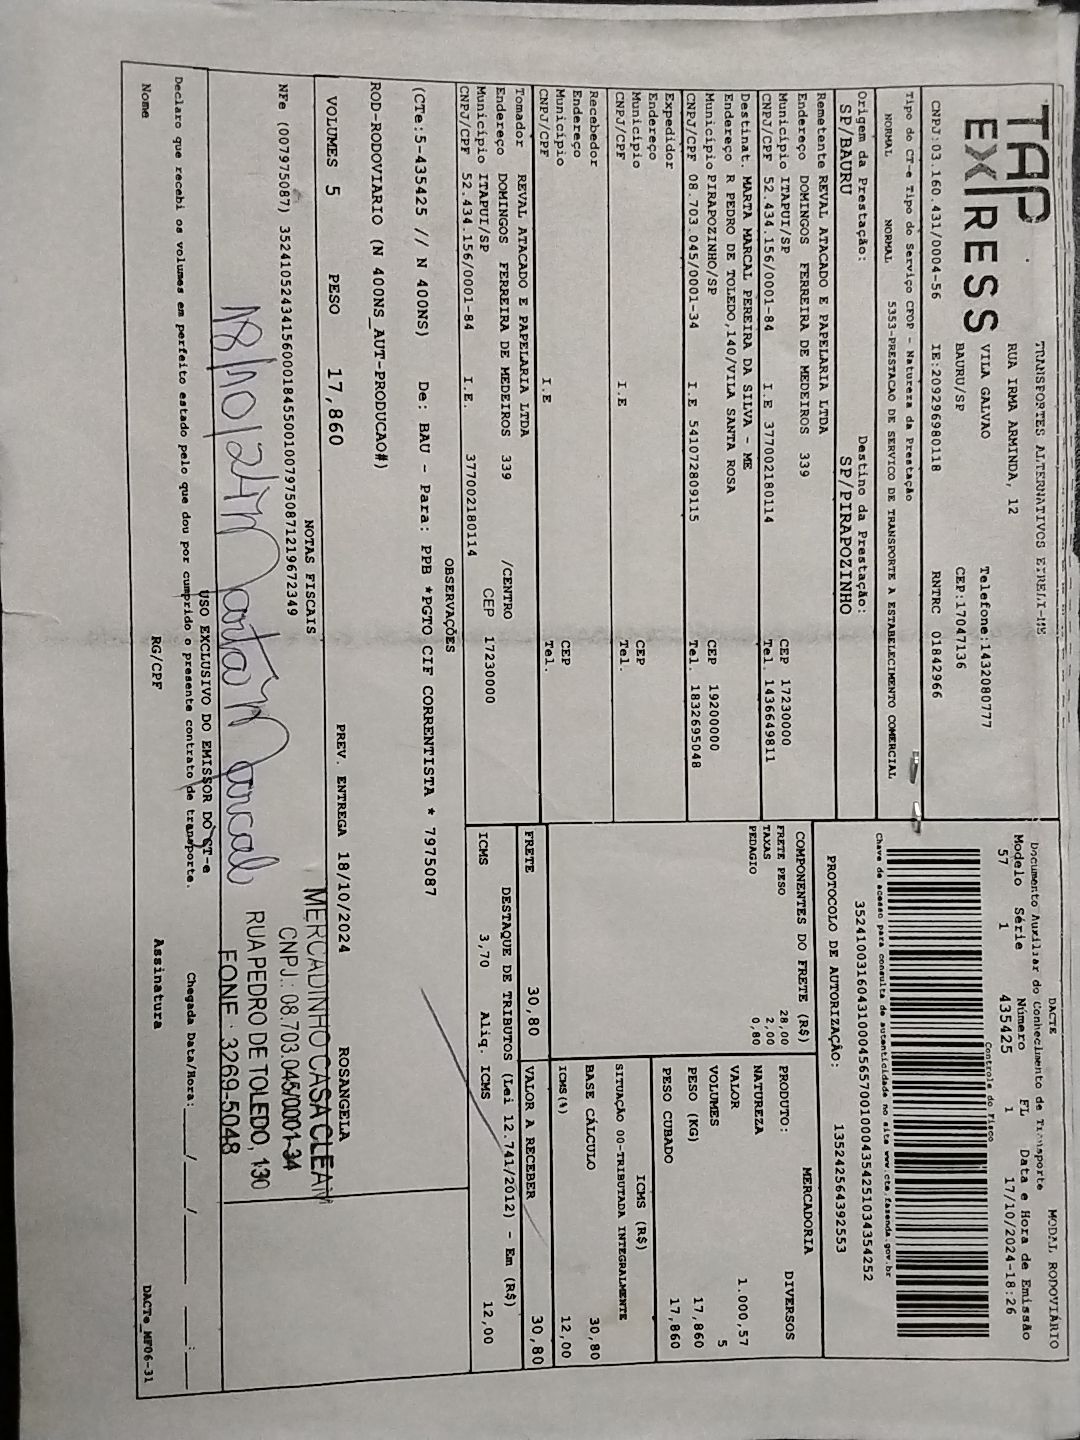 TAP EXPRESS
TRANSPORTES ALTERNATIVOS EIRELI-ME
RUA IRMA ARMINDA, 12
VILA GALVAO Telefone:1432080777
BAURU/SP CEP:17047136
CNPJ:03.160.431/0004-56 IE:209296980118 RNTRC 01842966
DACTE MODAL RODOVIÁRIO
Documento Auxiliar do Conhecimento de Transporte
Modelo Série Número FL Data e Hora de Emissão
57 1 435425 1 17/10/2024-18:26
Controle do Fisco
Chave de acesso para consulta de autenticidade no site www.cte.fazenda.gov.br
35241003160431000456570010004354251034354252
PROTOCOLO DE AUTORIZAÇÃO: 135242564392553
Tipo do CT-e Tipo do Serviço CFOP - Natureza da Prestação
NORMAL NORMAL 5353-PRESTACAO DE SERVICO DE TRANSPORTE A ESTABELECIMENTO COMERCIAL
Origem da Prestação: Destino da Prestação:
SP/BAURU SP/PIRAPOZINHO
Remetente REVAL ATACADO E PAPELARIA LTDA
Endereço DOMINGOS FERREIRA DE MEDEIROS 339
Município ITAPUI/SP CEP 17230000
CNPJ/CPF 52.434.156/0001-84 I.E 377002180114 Tel. 1436649811
Destinat. MARTA MARCAL PEREIRA DA SILVA - ME
Endereço R PEDRO DE TOLEDO,140/VILA SANTA ROSA
Município PIRAPOZINHO/SP CEP 19200000
CNPJ/CPF 08.703.045/0001-34 I.E 541072809115 Tel. 1832695048
Expedidor
Endereço
Município CEP
CNPJ/CPF I.E Tel.
Recebedor
Endereço
Município CEP
CNPJ/CPF I.E Tel.
Tomador REVAL ATACADO E PAPELARIA LTDA
Endereço DOMINGOS FERREIRA DE MEDEIROS 339 /CENTRO
Município ITAPUI/SP CEP 17230000
CNPJ/CPF 52.434.156/0001-84 I.E. 377002180114
COMPONENTES DO FRETE (R$)
FRETE PESO 28,00
TAXAS 2,00
PEDAGIO 0,80
FRETE 30,80
MERCADORIA
PRODUTO: DIVERSOS
NATUREZA
VALOR 1.000,57
VOLUMES 5
PESO (KG) 17,860
PESO CUBADO 17,860
ICMS (R$)
SITUAÇÃO 00-TRIBUTADA INTEGRALMENTE
BASE CÁLCULO 30,80
ICMS(%) 12,00
VALOR A RECEBER 30,80
DESTAQUE DE TRIBUTOS (Lei 12.741/2012) - Em (R$)
ICMS 3,70 Aliq. ICMS 12,00
OBSERVAÇÕES
(CTe:5-435425 // N 400NS) De: BAU - Para: PPB *PGTO CIF CORRENTISTA * 7975087
ROD-RODOVIARIO (N 400NS_AUT-PRODUCAO#)
VOLUMES 5 PESO 17,860 PREV. ENTREGA 18/10/2024 ROSANGELA
NOTAS FISCAIS
NFe (007975087) 35241052434156000184550010079750871219672349
18/10/24 Marta M Marcal
MERCADINHO CASA CLEAN
CNPJ.: 08.703.045/0001-34
RUA PEDRO DE TOLEDO, 130
FONE : 3269-5048
USO EXCLUSIVO DO EMISSOR DO CT-e
Declaro que recebi os volumes em perfeito estado pelo que dou por cumprido o presente contrato de transporte. Chegada Data/Hora:___/___/___ ___:___
Nome RG/CPF Assinatura DACTe_MF06-31